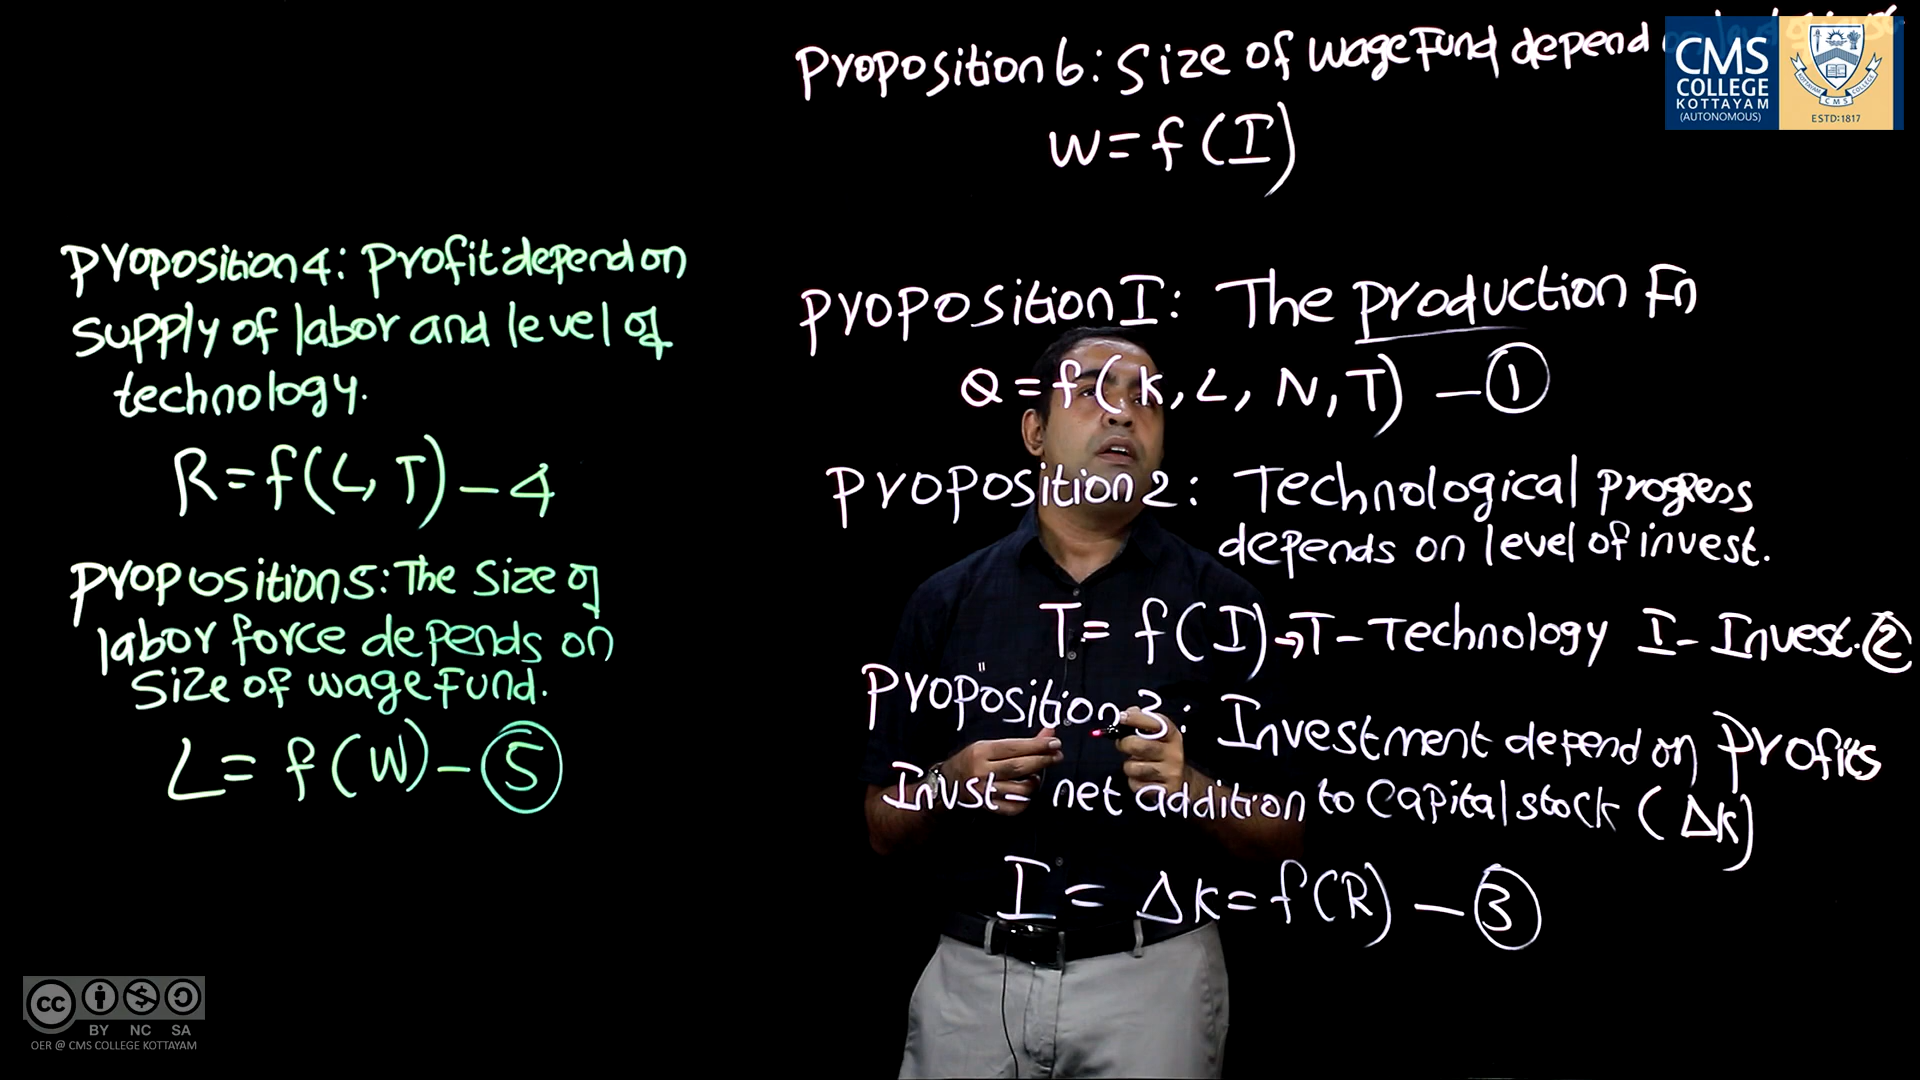 Proposition 6: Size of wage Fund depend
W = f (I)
Proposition 4: Profit depend on
supply of labor and level of
technology.
R = f(L, T) – 4
Proposition 5: The size of
labor force depends on
size of wage Fund.
L = f (W) – ⑤
Proposition I: The production Fn
Q = f(K, L, N, T) – ①
Proposition 2: Technological progress
depends on level of invest.
T = f(I) → T – Technology I – Invest. ②
Proposition 3: Investment depend on Profits
Invst – net addition to capital stock (Δk)
I = Δk = f(R) – ③
CMS
COLLEGE
KOTTAYAM
(AUTONOMOUS)
ESTD:1817
cc
BY NC SA
OER @ CMS COLLEGE KOTTAYAM